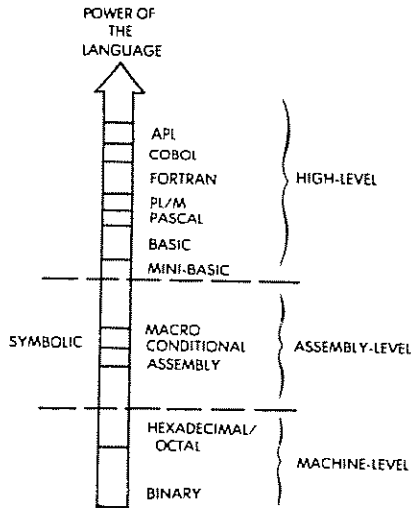 POWER OF
THE
LANGUAGE
APL
COBOL
FORTRAN
HIGH-LEVEL
PL/M
PASCAL
BASIC
MINI-BASIC
SYMBOLIC
MACRO
CONDITIONAL
ASSEMBLY
ASSEMBLY-LEVEL
HEXADECIMAL/
OCTAL
MACHINE-LEVEL
BINARY